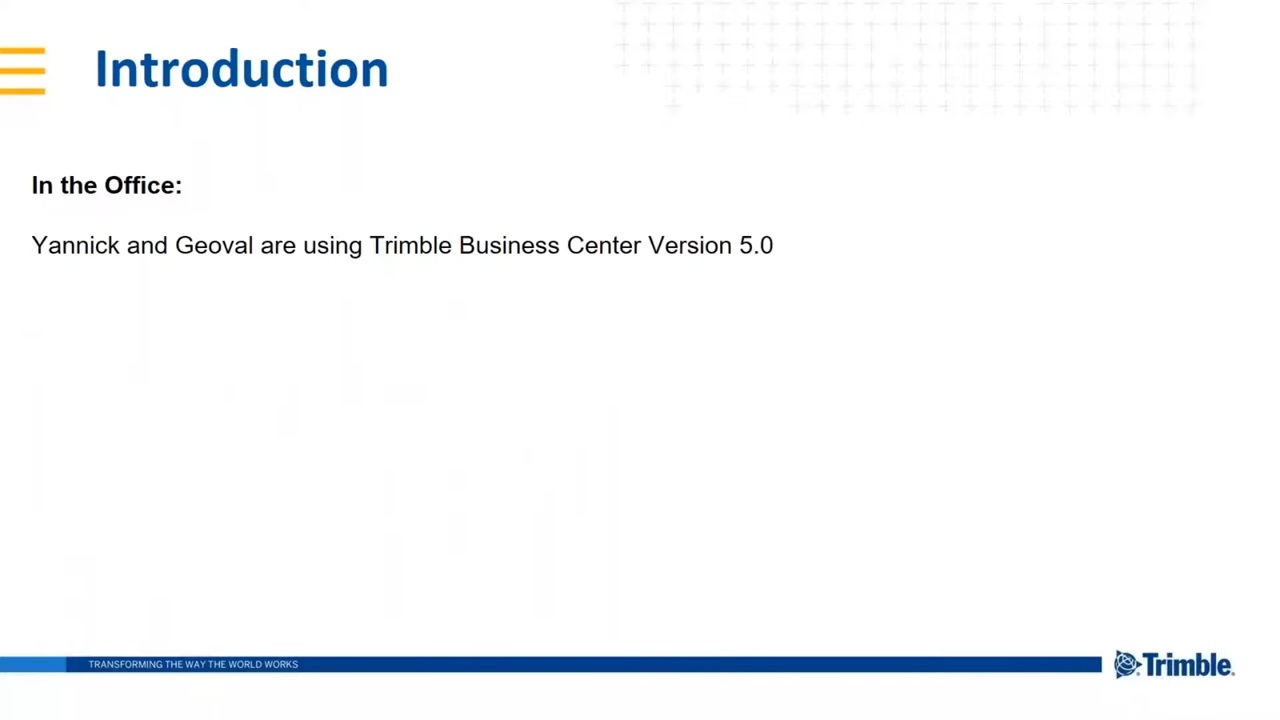 Introduction
In the Office:
Yannick and Geoval are using Trimble Business Center Version 5.0
TRANSFORMING THE WAY THE WORLD WORKS
Trimble